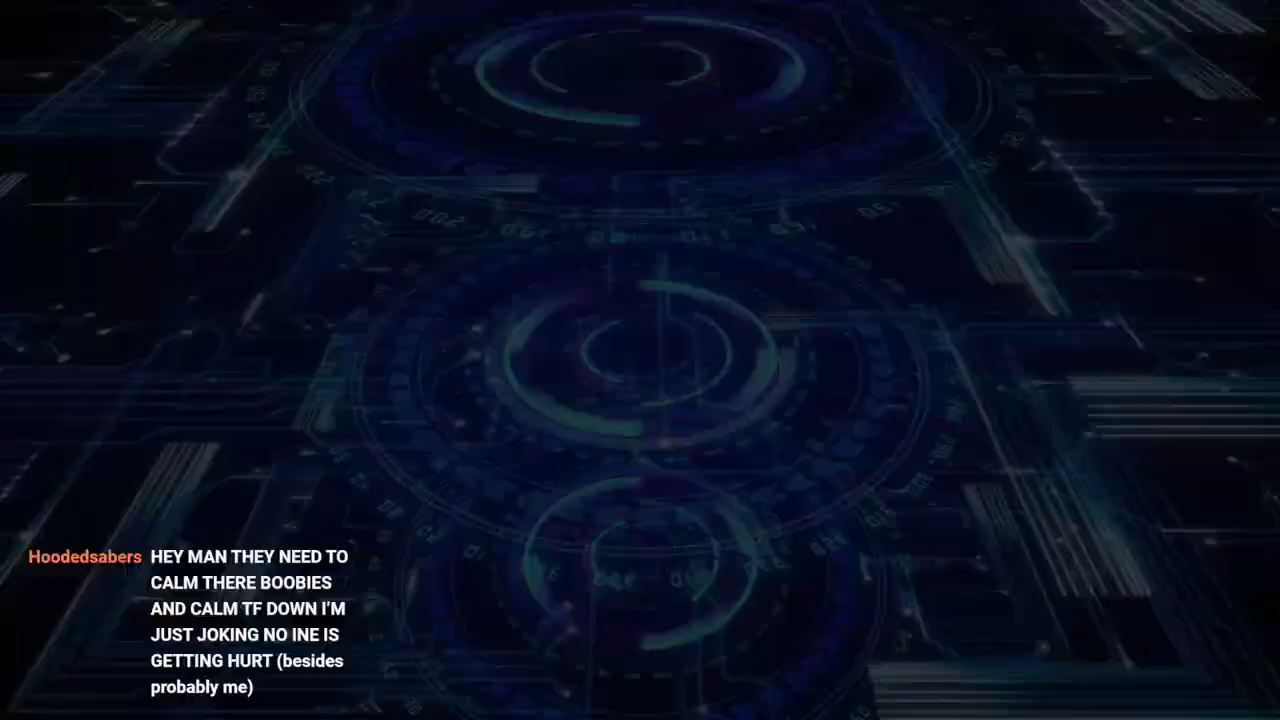 Hoodedsabers HEY MAN THEY NEED TO
CALM THERE BOOBIES
AND CALM TF DOWN I'M
JUST JOKING NO INE IS
GETTING HURT (besides
probably me)